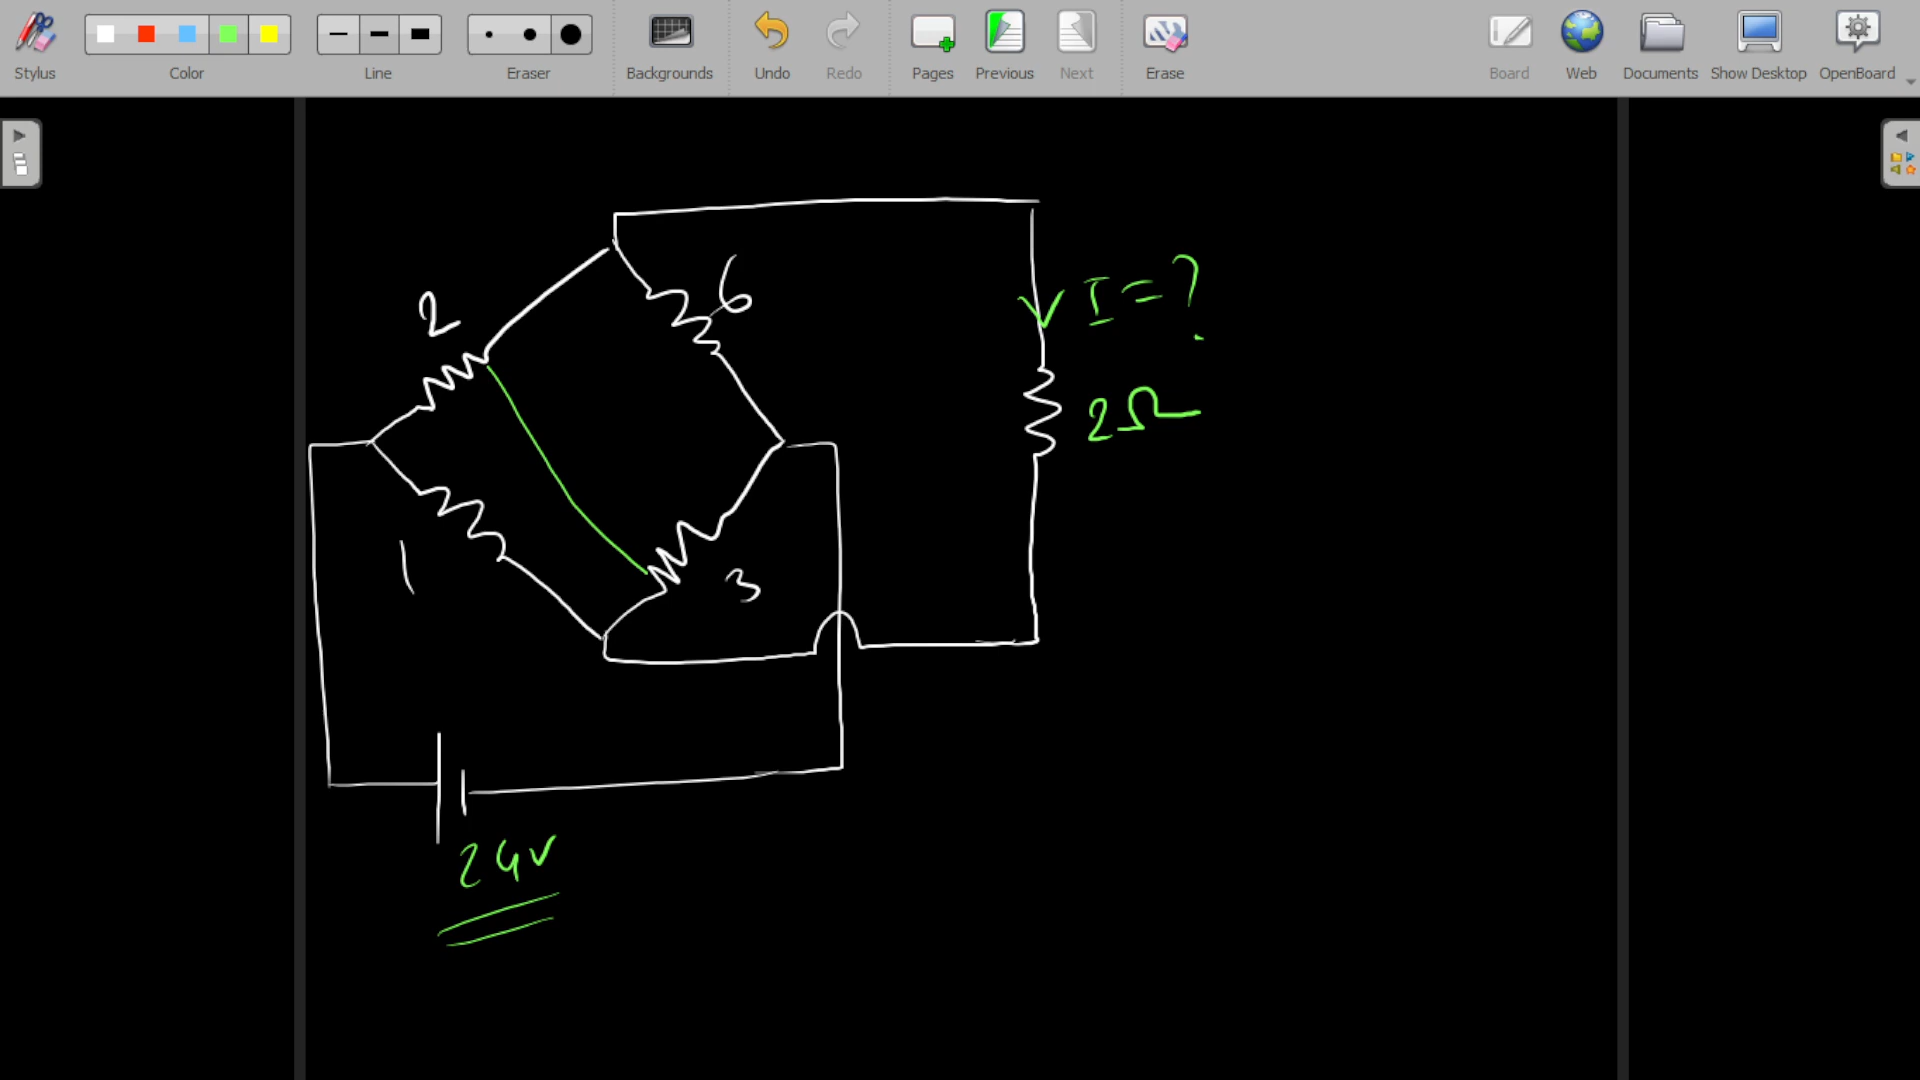 Stylus Color Line Eraser Backgrounds Undo Redo Pages Previous Next Erase Board Web Documents Show Desktop OpenBoard
2
6
I = ?
2Ω
1
3
24v